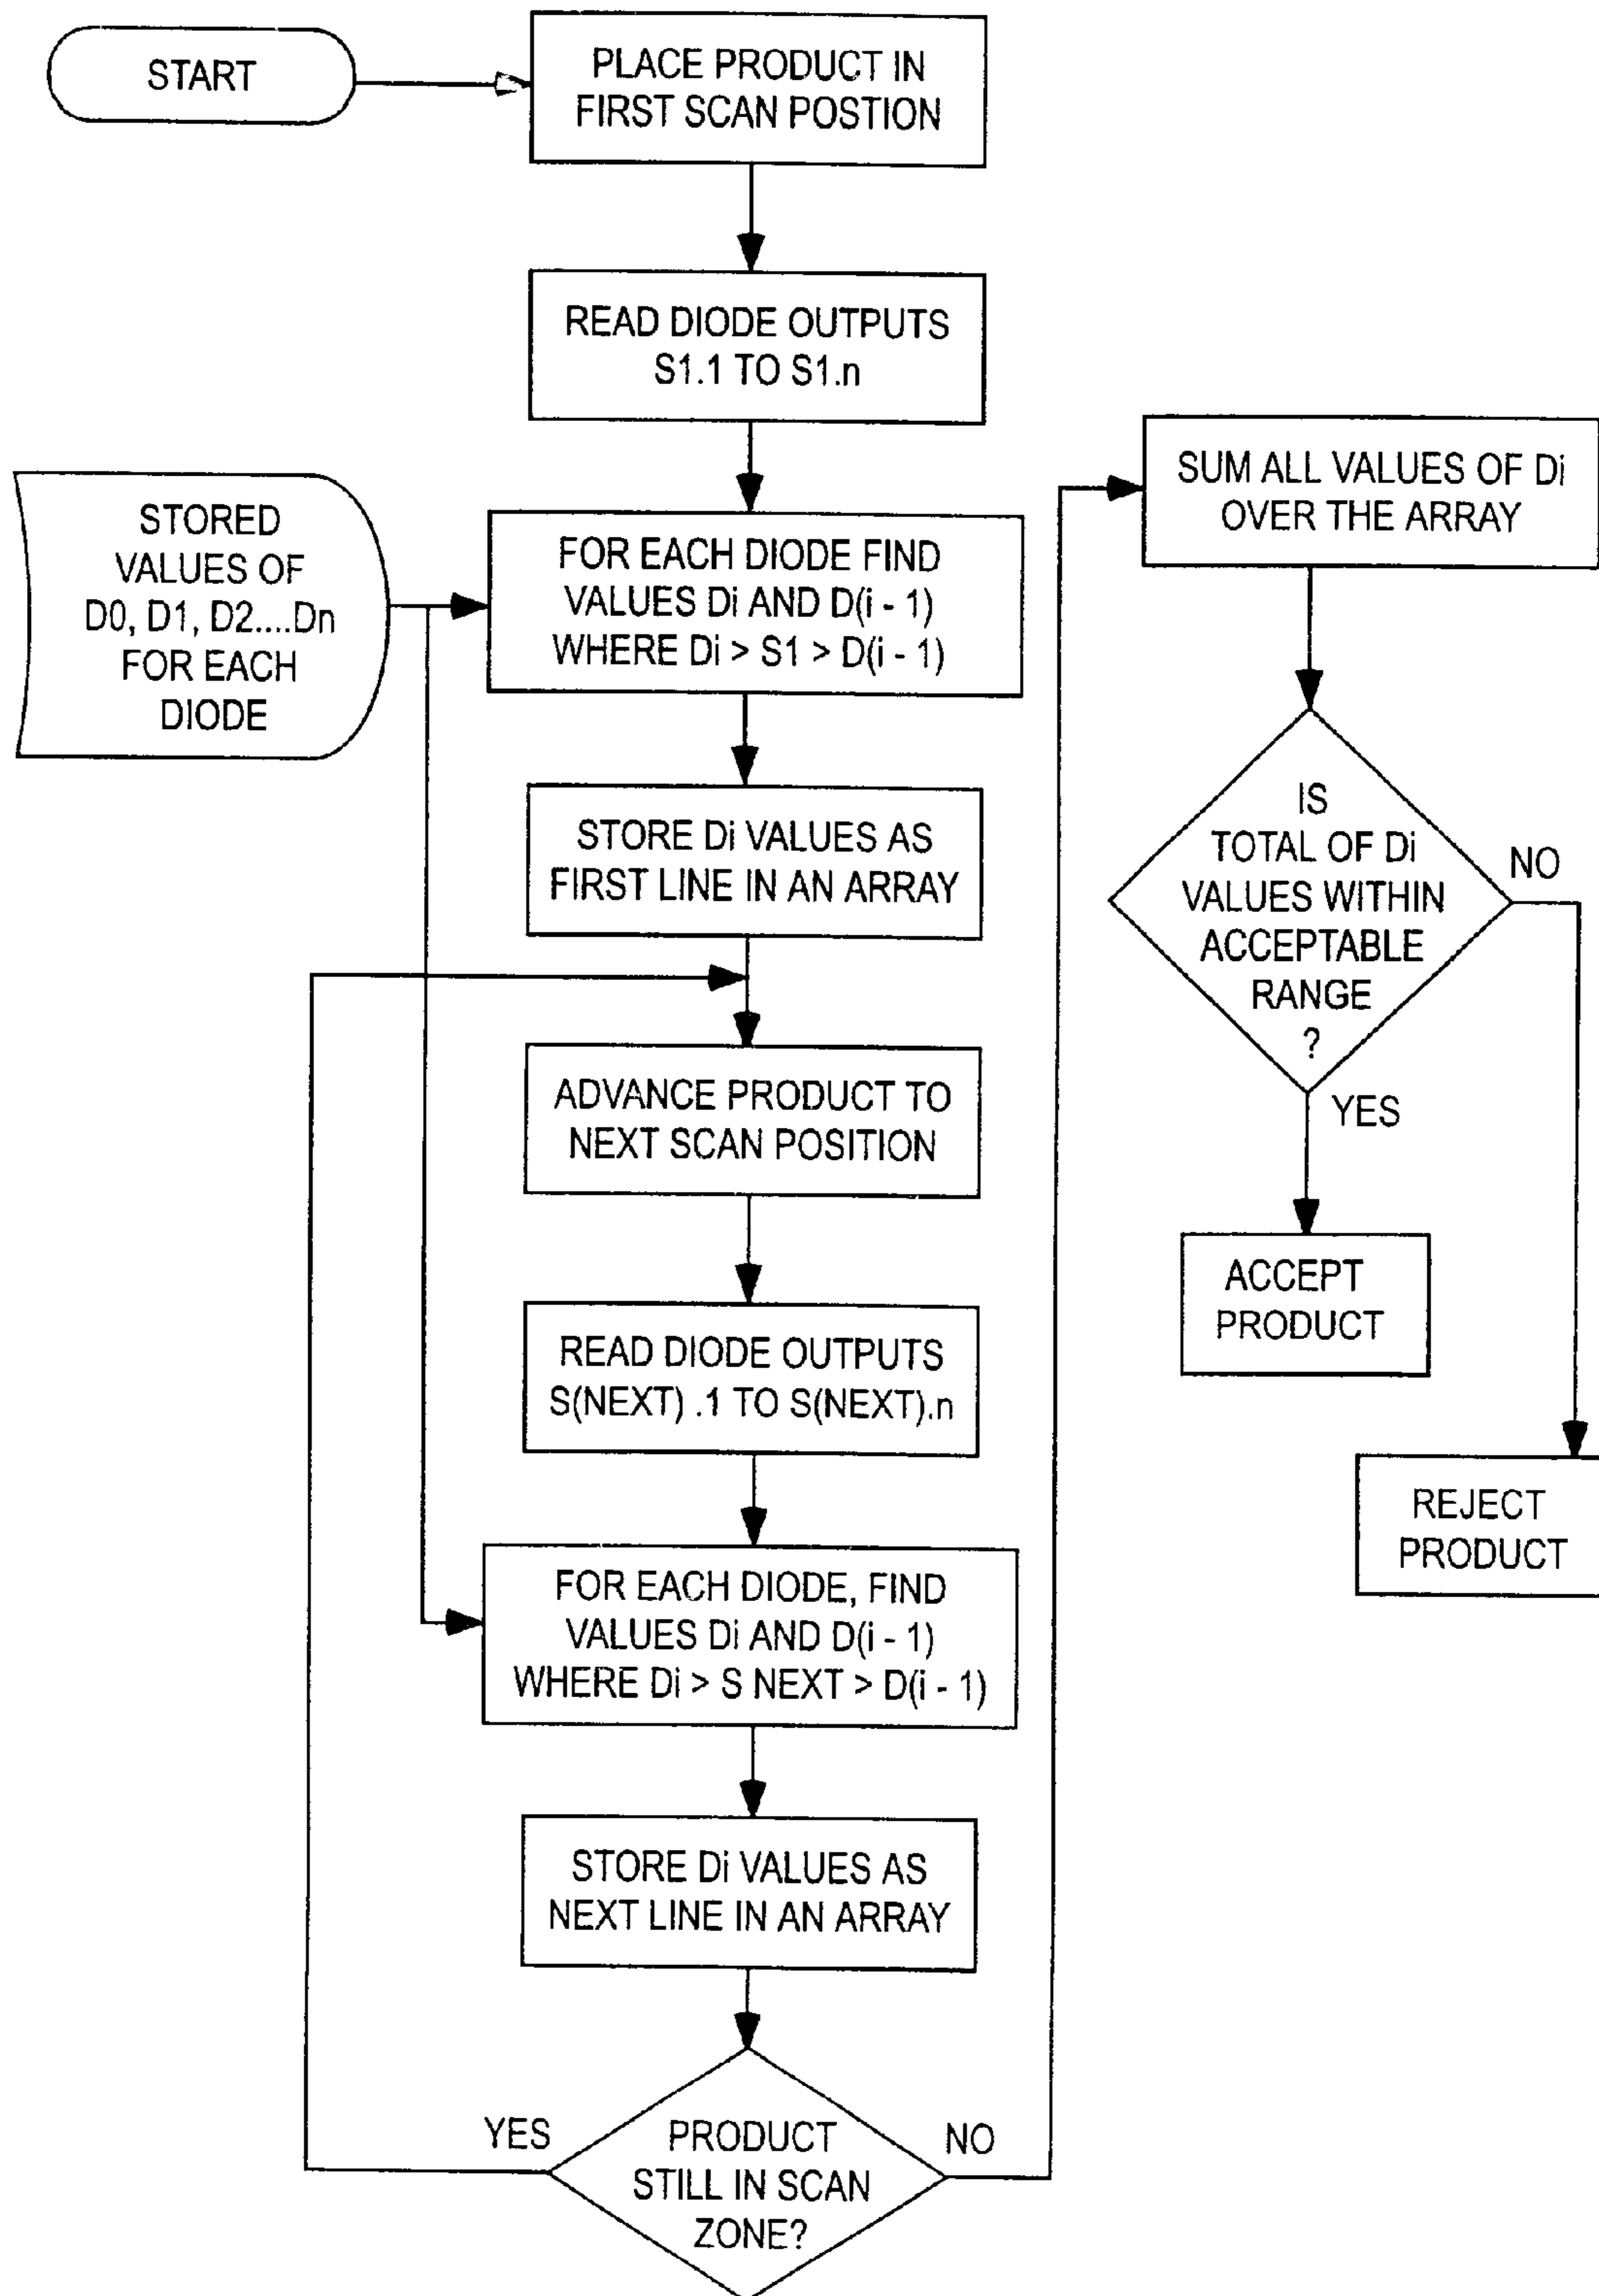 START
PLACE PRODUCT IN
FIRST SCAN POSTION
READ DIODE OUTPUTS
S1.1 TO S1.n
STORED
VALUES OF
D0, D1, D2....Dn
FOR EACH
DIODE
FOR EACH DIODE FIND
VALUES Di AND D(i - 1)
WHERE Di > S1 > D(i - 1)
STORE Di VALUES AS
FIRST LINE IN AN ARRAY
ADVANCE PRODUCT TO
NEXT SCAN POSITION
READ DIODE OUTPUTS
S(NEXT) .1 TO S(NEXT).n
FOR EACH DIODE, FIND
VALUES Di AND D(i - 1)
WHERE Di > S NEXT > D(i - 1)
STORE Di VALUES AS
NEXT LINE IN AN ARRAY
YES
PRODUCT
STILL IN SCAN
ZONE?
NO
SUM ALL VALUES OF Di
OVER THE ARRAY
IS
TOTAL OF Di
VALUES WITHIN
ACCEPTABLE
RANGE
?
NO
YES
ACCEPT
PRODUCT
REJECT
PRODUCT